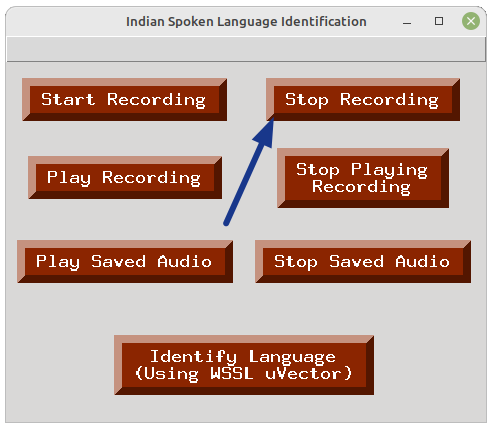 Indian Spoken Language Identification
Start Recording
Stop Recording
Play Recording
Stop Playing
Recording
Play Saved Audio
Stop Saved Audio
Identify Language
(Using WSSL uVector)